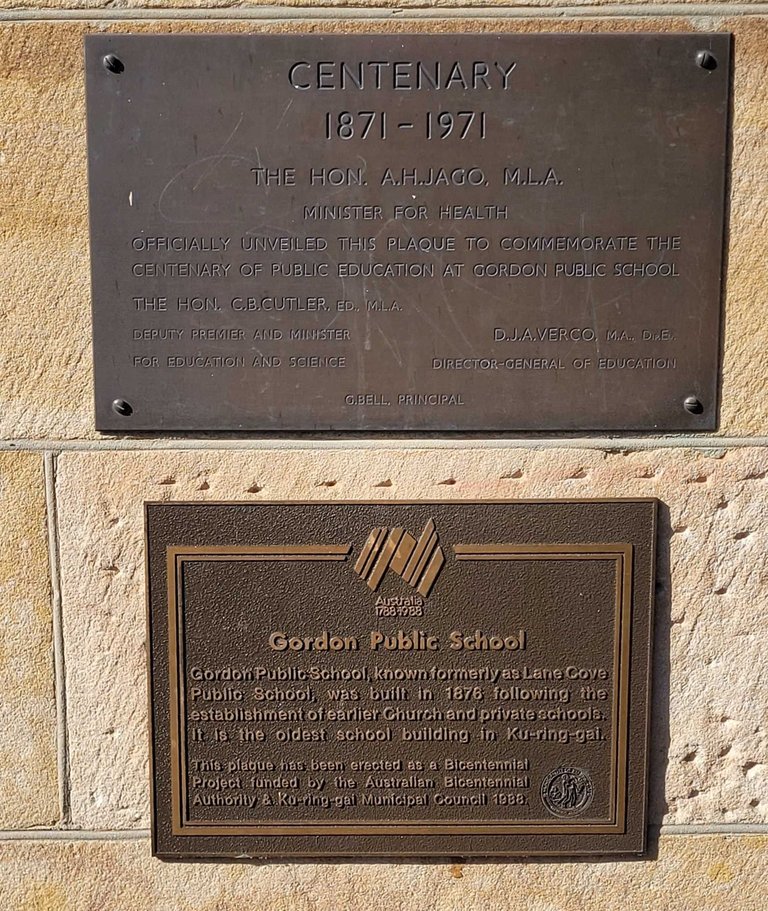 CENTENARY
1871 - 1971
THE HON. A.H.JAGO, M.L.A.
MINISTER FOR HEALTH
OFFICIALLY UNVEILED THIS PLAQUE TO COMMEMORATE THE
CENTENARY OF PUBLIC EDUCATION AT GORDON PUBLIC SCHOOL
THE HON. C.B.CUTLER, ED., M.L.A.
DEPUTY PREMIER AND MINISTER
FOR EDUCATION AND SCIENCE
D.J.A.VERCO, M.A.,
DIRECTOR-GENERAL OF EDUCATION
G.BELL, PRINCIPAL
Australia
1788-1988
Gordon Public School
Gordon Public School, known formerly as Lane Cove
Public School, was built in 1876 following the
establishment of earlier Church and private schools.
It is the oldest school building in Ku-ring-gai.
This plaque has been erected as a Bicentennial
Project funded by the Australian Bicentennial
Authority & Ku-ring-gai Municipal Council 1988.